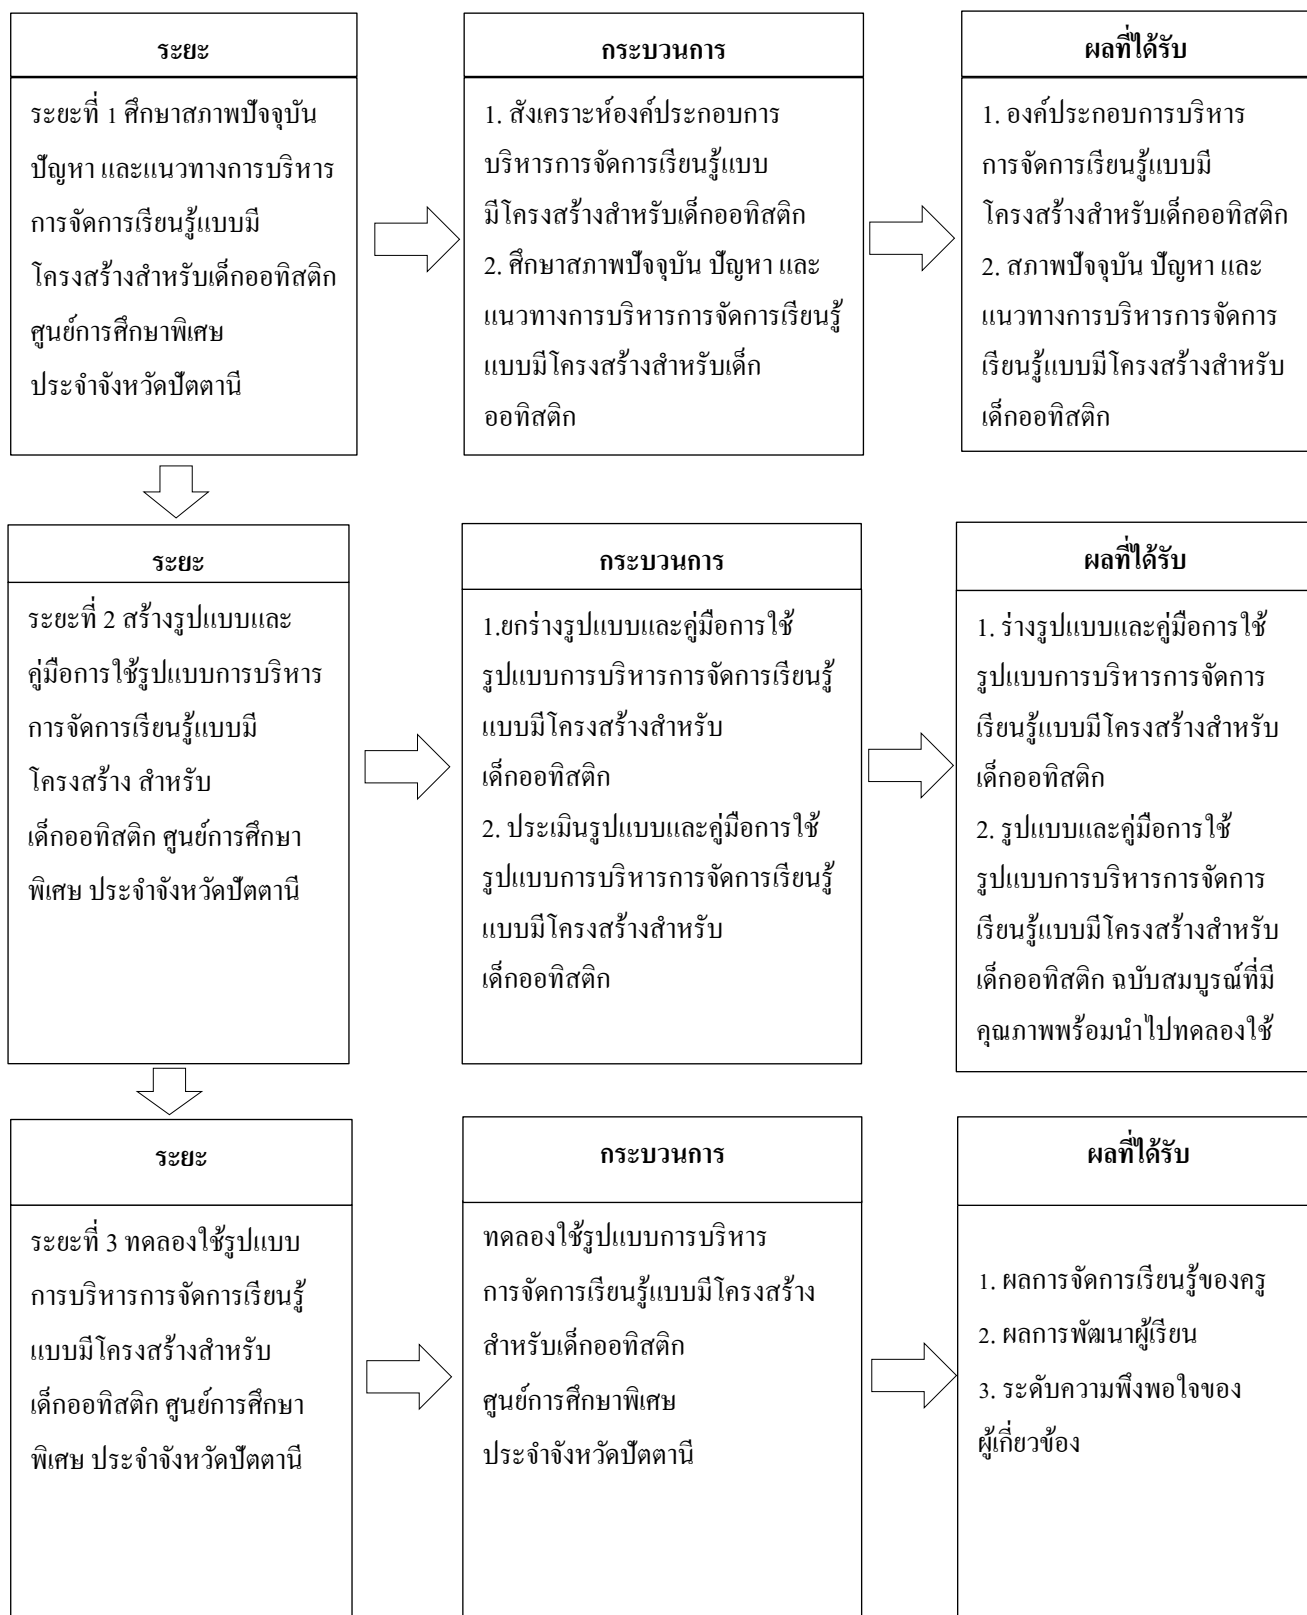 ระยะ
ระยะที่ 1 ศึกษาสภาพปัจจุบัน
ปัญหา และแนวทางการบริหาร
การจัดการเรียนรู้แบบมี
โครงสร้างสำหรับเด็กออทิสติก
ศูนย์การศึกษาพิเศษ
ประจำจังหวัดปัตตานี
กระบวนการ
1. สังเคราะห์องค์ประกอบการ
บริหารการจัดการเรียนรู้แบบ
มีโครงสร้างสำหรับเด็กออทิสติก
2. ศึกษาสภาพปัจจุบัน ปัญหา และ
แนวทางการบริหารการจัดการเรียนรู้
แบบมีโครงสร้างสำหรับเด็ก
ออทิสติก
ผลที่ได้รับ
1. องค์ประกอบการบริหาร
การจัดการเรียนรู้แบบมี
โครงสร้างสำหรับเด็กออทิสติก
2. สภาพปัจจุบัน ปัญหา และ
แนวทางการบริหารการจัดการ
เรียนรู้แบบมีโครงสร้างสำหรับ
เด็กออทิสติก
ระยะ
ระยะที่ 2 สร้างรูปแบบและ
คู่มือการใช้รูปแบบการบริหาร
การจัดการเรียนรู้แบบมี
โครงสร้าง สำหรับ
เด็กออทิสติก ศูนย์การศึกษา
พิเศษ ประจำจังหวัดปัตตานี
กระบวนการ
1.ยกร่างรูปแบบและคู่มือการใช้
รูปแบบการบริหารการจัดการเรียนรู้
แบบมีโครงสร้างสำหรับ
เด็กออทิสติก
2. ประเมินรูปแบบและคู่มือการใช้
รูปแบบการบริหารการจัดการเรียนรู้
แบบมีโครงสร้างสำหรับ
เด็กออทิสติก
ผลที่ได้รับ
1. ร่างรูปแบบและคู่มือการใช้
รูปแบบการบริหารการจัดการ
เรียนรู้แบบมีโครงสร้างสำหรับ
เด็กออทิสติก
2. รูปแบบและคู่มือการใช้
รูปแบบการบริหารการจัดการ
เรียนรู้แบบมีโครงสร้างสำหรับ
เด็กออทิสติก ฉบับสมบูรณ์ที่มี
คุณภาพพร้อมนำไปทดลองใช้
ระยะ
ระยะที่ 3 ทดลองใช้รูปแบบ
การบริหารการจัดการเรียนรู้
แบบมีโครงสร้างสำหรับ
เด็กออทิสติก ศูนย์การศึกษา
พิเศษ ประจำจังหวัดปัตตานี
กระบวนการ
ทดลองใช้รูปแบบการบริหาร
การจัดการเรียนรู้แบบมีโครงสร้าง
สำหรับเด็กออทิสติก
ศูนย์การศึกษาพิเศษ
ประจำจังหวัดปัตตานี
ผลที่ได้รับ
1. ผลการจัดการเรียนรู้ของครู
2. ผลการพัฒนาผู้เรียน
3. ระดับความพึงพอใจของ
ผู้เกี่ยวข้อง